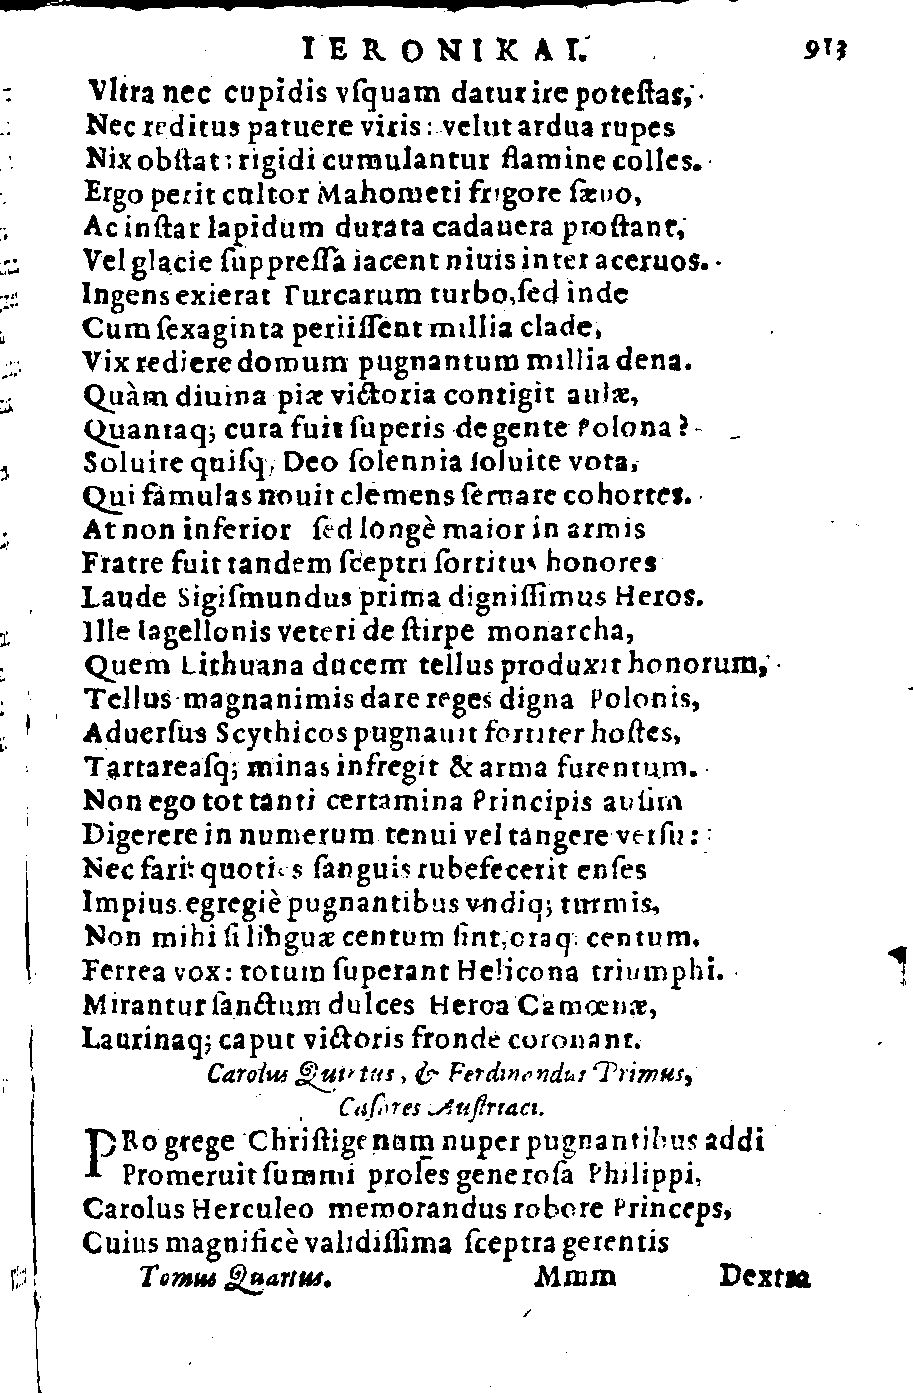 IERONIKAI. 913
Vltra nec cupidis vſquam datur ire poteſtas,
Nec reditus patuere viris: velut ardua rupes
Nix obſtat: rigidi cumulantur flamine colles.
Ergo perit cultor Mahometi frigore ſæuo,
Ac inſtar lapidum durata cadauera proſtant,
Vel glacie ſuppreſſa iacent niuis inter aceruos.
Ingens exierat Turcarum turbo, ſed inde
Cum ſexaginta periiſſent millia clade,
Vix rediere domum pugnantum millia dena.
Quàm diuina piæ victoria contigit aulæ,
Quantaq; cura fuit ſuperis de gente Polona?
Soluite quiſq; Deo ſolennia ſoluite vota,
Qui famulas nouit clemens ſeruare cohortes.
At non inferior ſed longè maior in armis
Fratre fuit tandem ſceptri ſortitus honores
Laude Sigiſmundus prima digniſſimus Heros.
Ille Iagellonis veteri de ſtirpe monarcha,
Quem Lithuana ducem tellus produxit honorum,
Tellus magnanimis dare reges digna Polonis,
Aduerſus Scythicos pugnauit fortiter hoſtes,
Tartareaſq; minas infregit & arma furentum.
Non ego tot tanti certamina Principis auſim
Digerere in numerum tenui vel tangere verſu:
Nec fari: quoties ſanguis rubefecerit enſes
Impius egregiè pugnantibus vndiq; turmis,
Non mihi ſi linguæ centum ſint, oraq; centum.
Ferrea vox: totum ſuperant Helicona triumphi.
Mirantur ſanctum dulces Heroa Camœnæ,
Laurinaq; caput victoris fronde coronant.
Carolus Quintus, & Ferdinandus Primus,
Cæſares Auſtriaci.
PRo grege Chriſtigenum nuper pugnantibus addi
Promeruit ſummi proles generoſa Philippi,
Carolus Herculeo memorandus robore Princeps,
Cuius magnificè validiſſima ſceptra gerentis
Tomus Quartus. Mmm Dextra